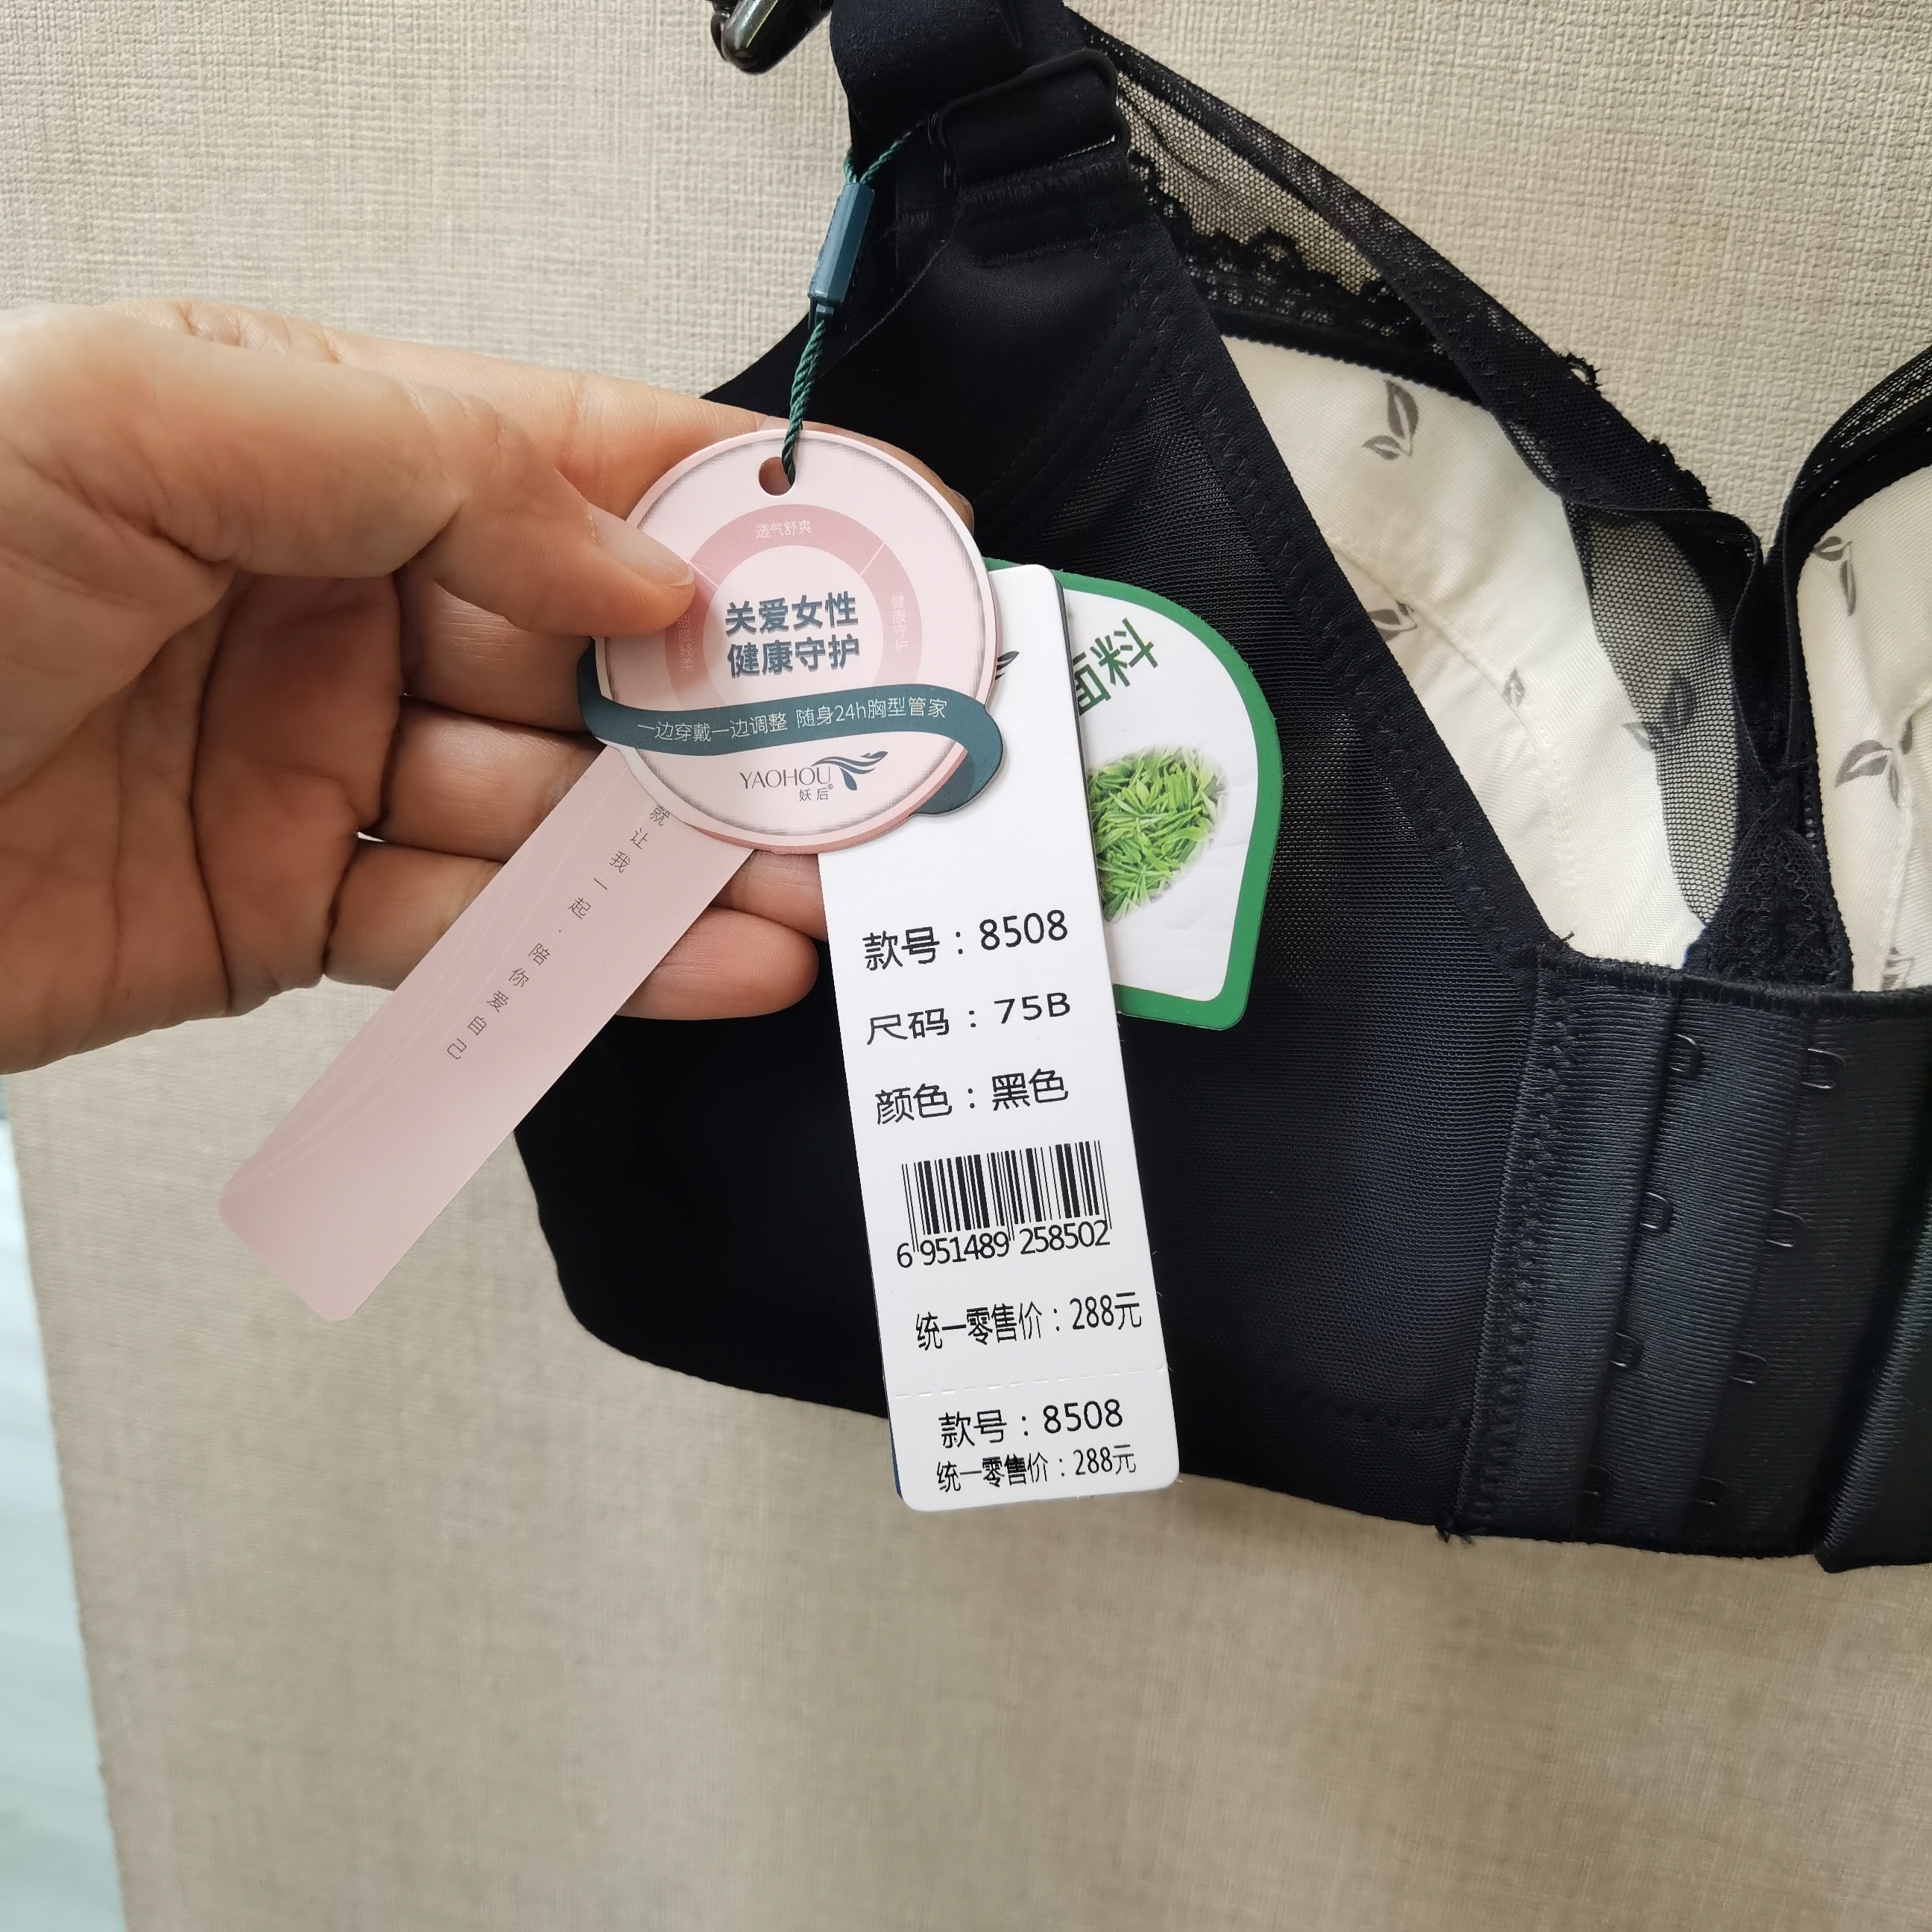 透气舒爽
健康守护
关爱女性
健康守护
一边穿戴一边调整 随身24h胸型管家
YAOHOU
妖后®
就让我一起·陪你爱自己
面料
款号：8508
尺码：75B
颜色：黑色
6 951489 258502
统一零售价：288元
款号：8508
统一零售价：288元